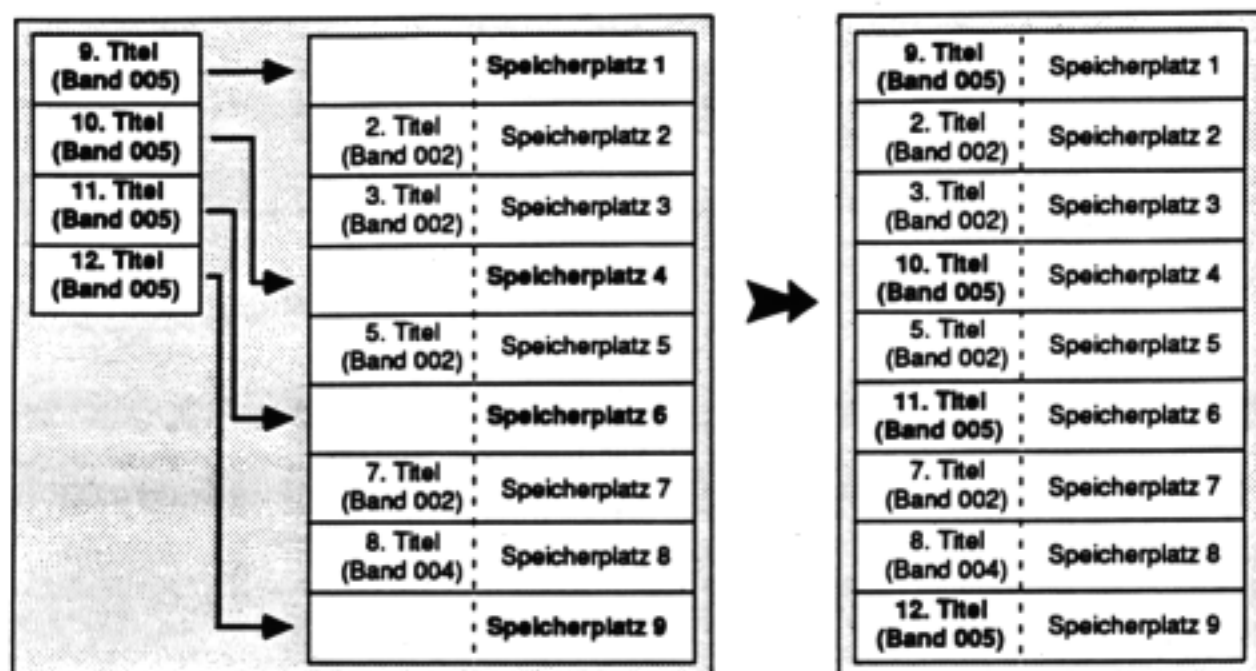 9. Titel
(Band 005)
10. Titel
(Band 005)
11. Titel
(Band 005)
12. Titel
(Band 005)
Speicherplatz 1
2. Titel
(Band 002)
Speicherplatz 2
3. Titel
(Band 002)
Speicherplatz 3
Speicherplatz 4
5. Titel
(Band 002)
Speicherplatz 5
Speicherplatz 6
7. Titel
(Band 002)
Speicherplatz 7
8. Titel
(Band 004)
Speicherplatz 8
Speicherplatz 9
9. Titel
(Band 005)
Speicherplatz 1
2. Titel
(Band 002)
Speicherplatz 2
3. Titel
(Band 002)
Speicherplatz 3
10. Titel
(Band 005)
Speicherplatz 4
5. Titel
(Band 002)
Speicherplatz 5
11. Titel
(Band 005)
Speicherplatz 6
7. Titel
(Band 002)
Speicherplatz 7
8. Titel
(Band 004)
Speicherplatz 8
12. Titel
(Band 005)
Speicherplatz 9